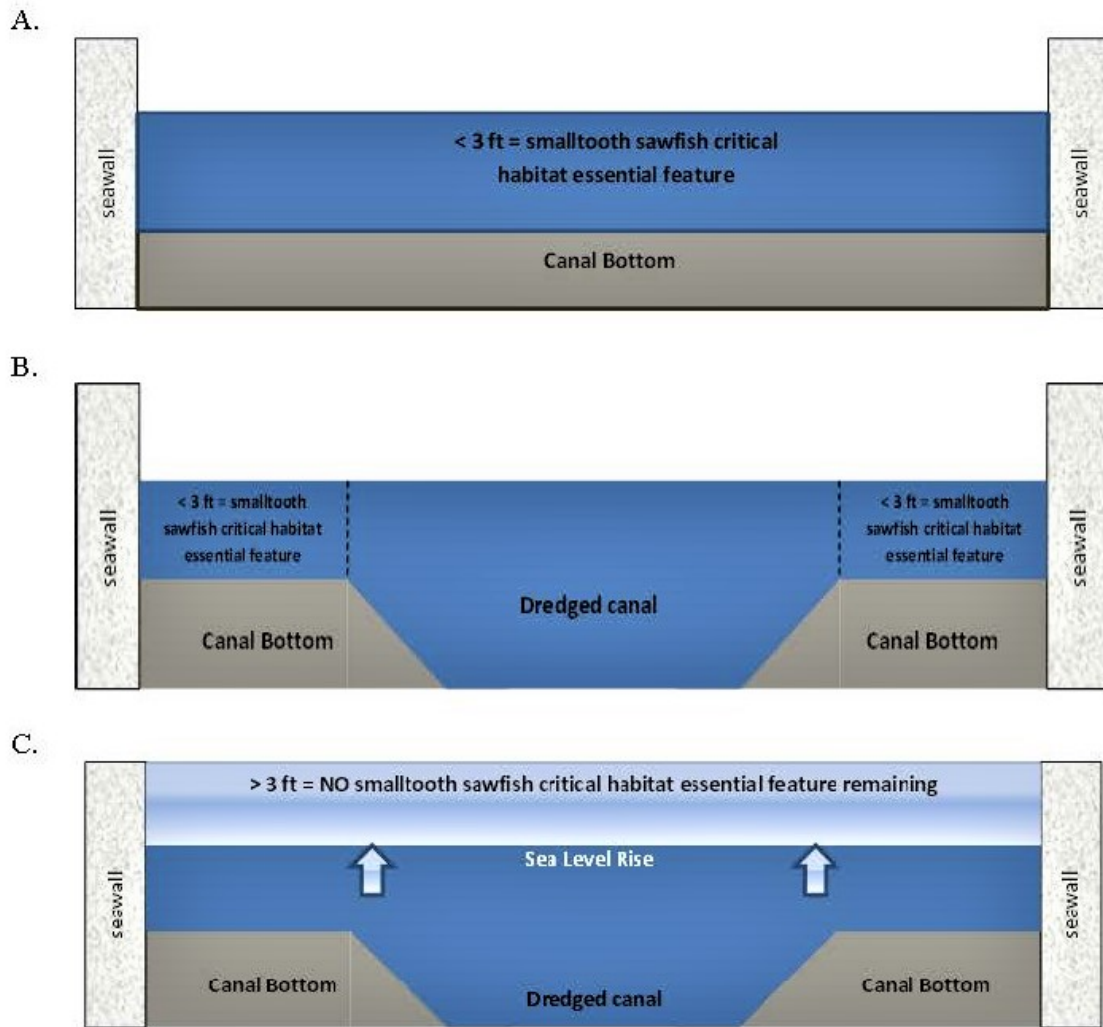 A.
seawall
< 3 ft = smalltooth sawfish critical
habitat essential feature
Canal Bottom
seawall
B.
seawall
< 3 ft = smalltooth
sawfish critical habitat
essential feature
Canal Bottom
Dredged canal
< 3 ft = smalltooth
sawfish critical habitat
essential feature
Canal Bottom
seawall
C.
seawall
> 3 ft = NO smalltooth sawfish critical habitat essential feature remaining
Sea Level Rise
Canal Bottom
Dredged canal
Canal Bottom
seawall